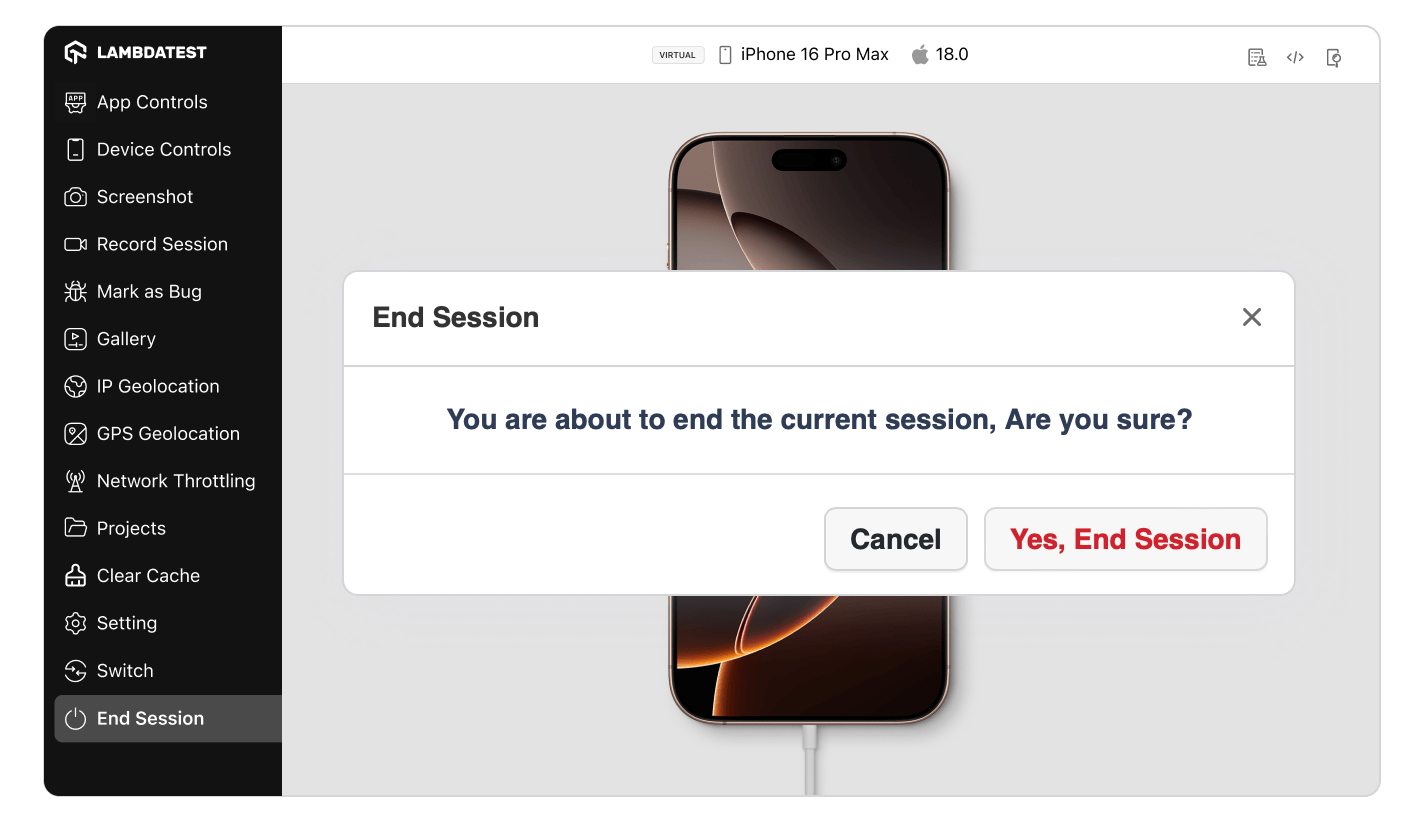 LAMBDATEST
VIRTUAL iPhone 16 Pro Max 18.0
APP App Controls
Device Controls
Screenshot
Record Session
Mark as Bug
Gallery
IP Geolocation
GPS Geolocation
Network Throttling
Projects
Clear Cache
Setting
Switch
End Session
End Session
You are about to end the current session, Are you sure?
Cancel Yes, End Session